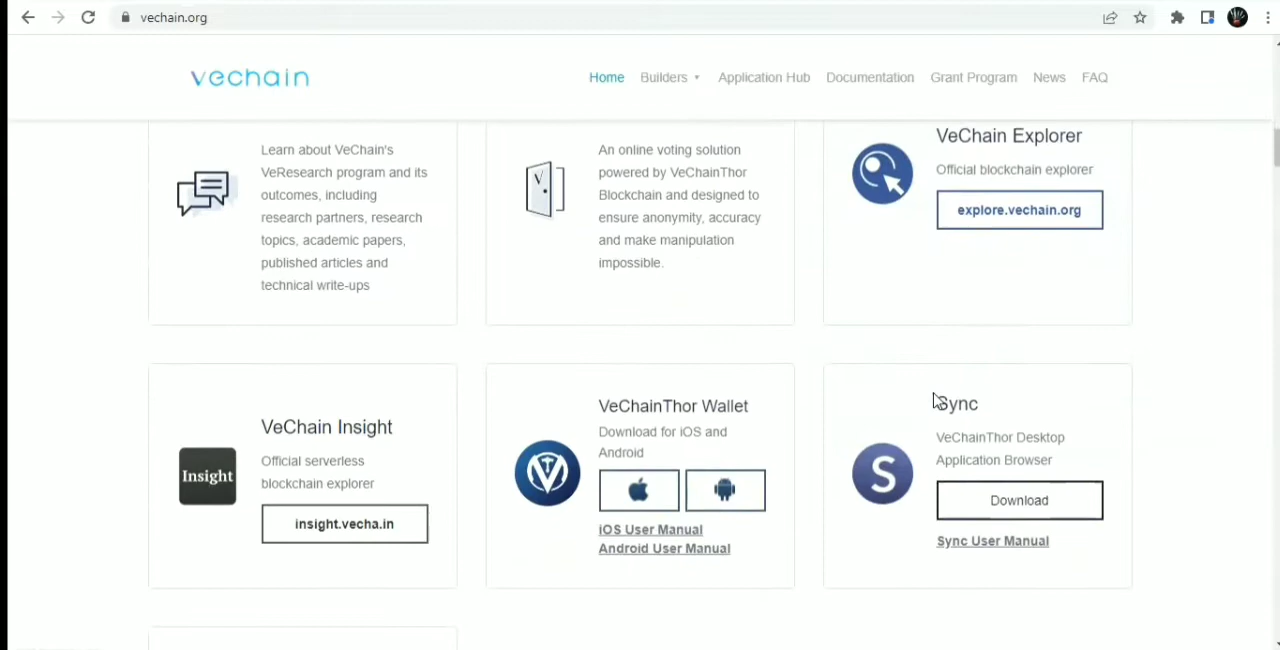 vechain.org
vechain
Home Builders Application Hub Documentation Grant Program News FAQ
Learn about VeChain's
VeResearch program and its
outcomes, including
research partners, research
topics, academic papers,
published articles and
technical write-ups
An online voting solution
powered by VeChainThor
Blockchain and designed to
ensure anonymity, accuracy
and make manipulation
impossible.
VeChain Explorer
Official blockchain explorer
explore.vechain.org
Insight
VeChain Insight
Official serverless
blockchain explorer
insight.vecha.in
VeChainThor Wallet
Download for iOS and
Android
iOS User Manual
Android User Manual
S
Sync
VeChainThor Desktop
Application Browser
Download
Sync User Manual